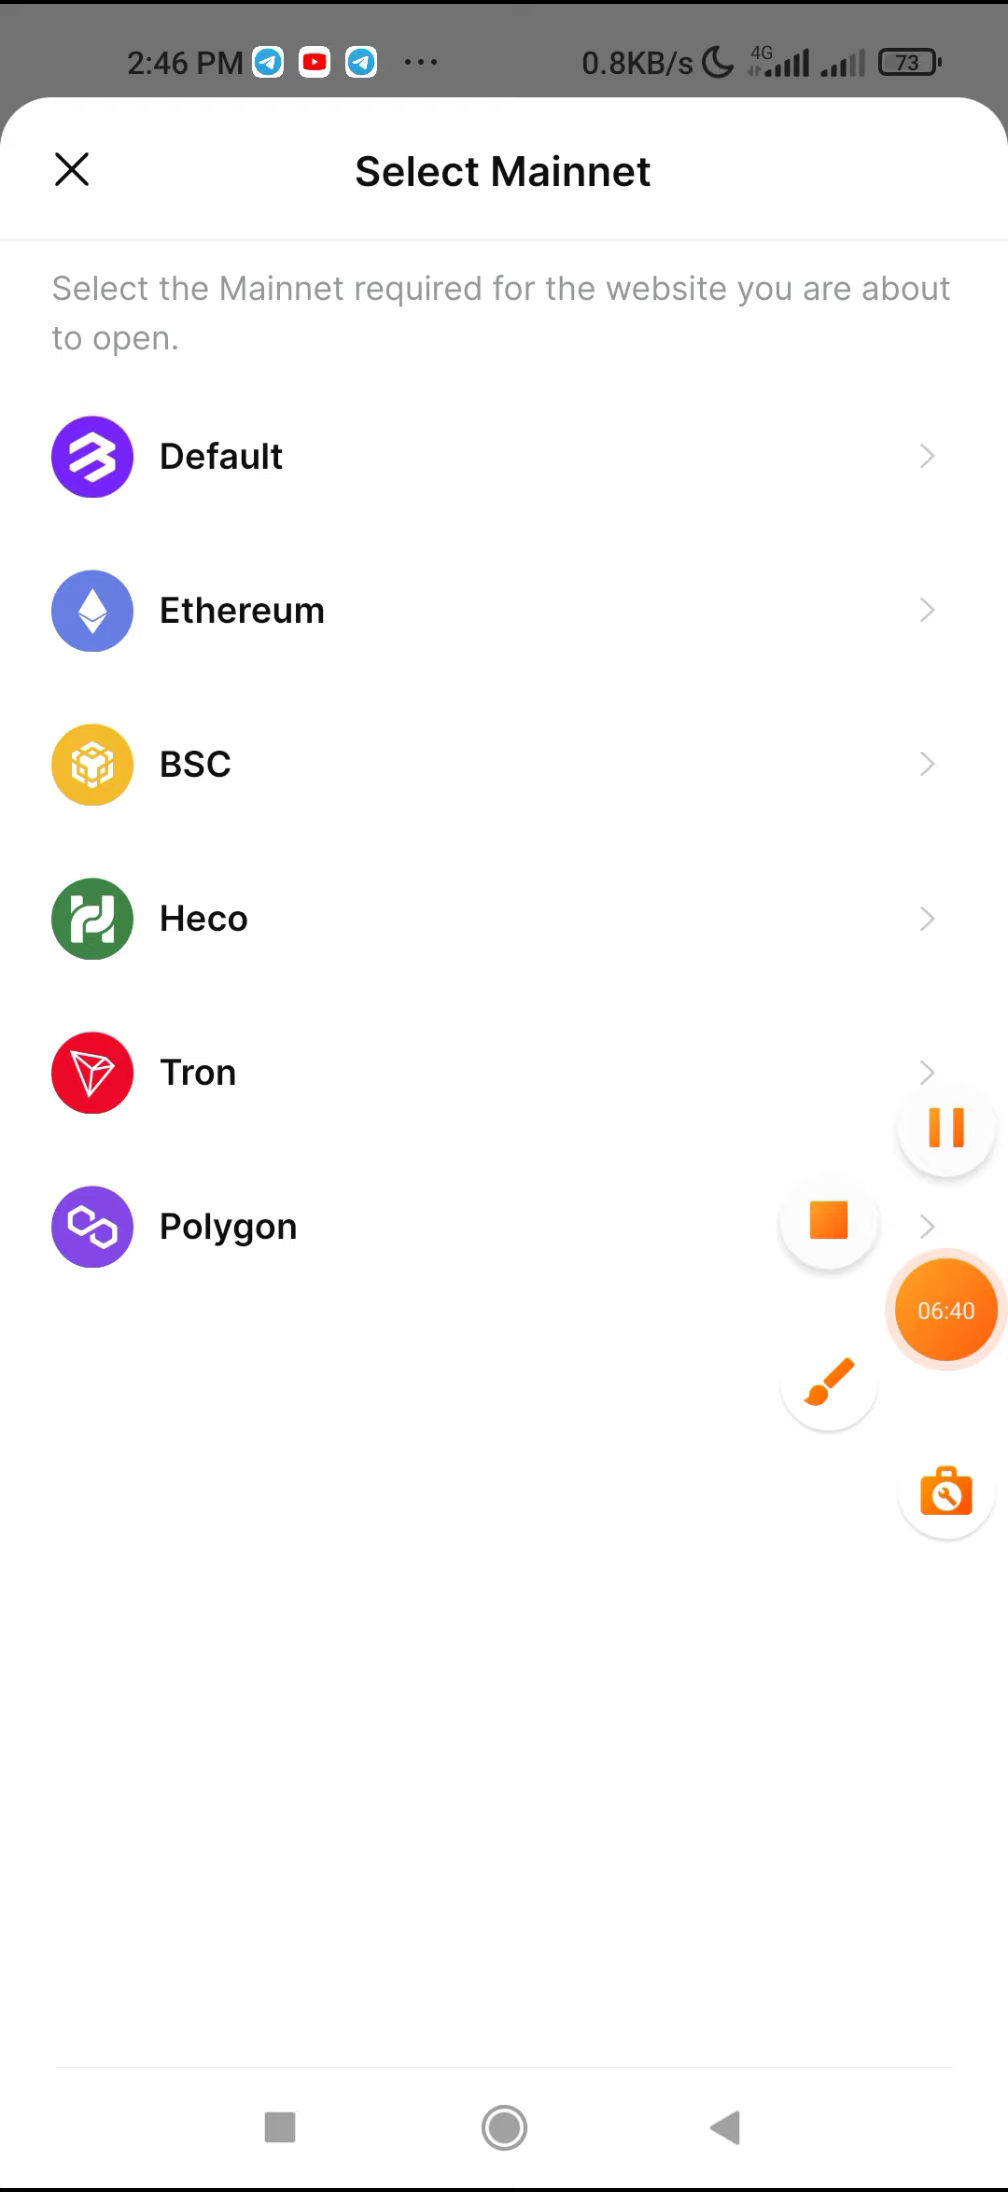 2:46 PM ... 0.8KB/s 4G 73
Select Mainnet
Select the Mainnet required for the website you are about
to open.
Default
Ethereum
BSC
Heco
Tron
Polygon
06:40